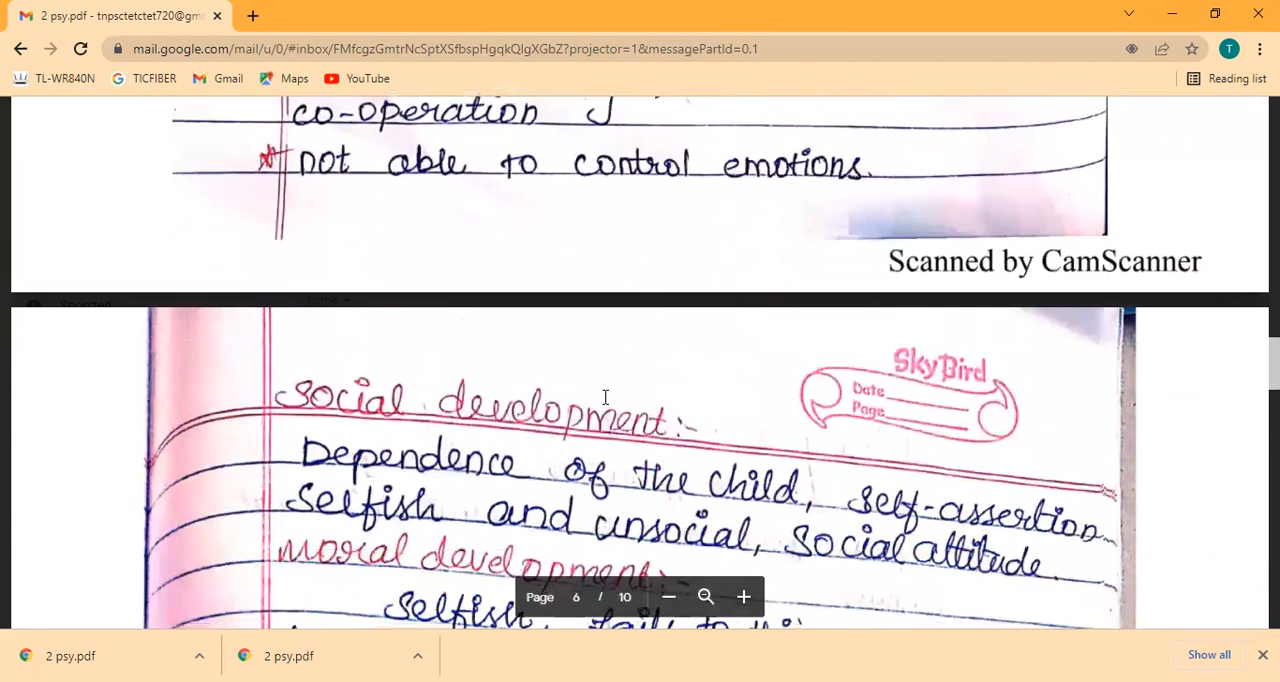 2 psy.pdf - tnpsctetctet720@gm
mail.google.com/mail/u/0/#inbox/FMfcgzGmtrNcSptXSfbspHgqkQlgXGbZ?projector=1&messagePartId=0.1
T
TL-WR840N
TICFIBER
Gmail
Maps
YouTube
Reading list
co-operation
not able to control emotions.
Scanned by CamScanner
SkyBird
Date
Page
Social development:-
Dependence of the child, self-assertion
Selfish and unsocial, social attitude.
Moral development:-
Selfish,
Page 6 / 10
2 psy.pdf
2 psy.pdf
Show all